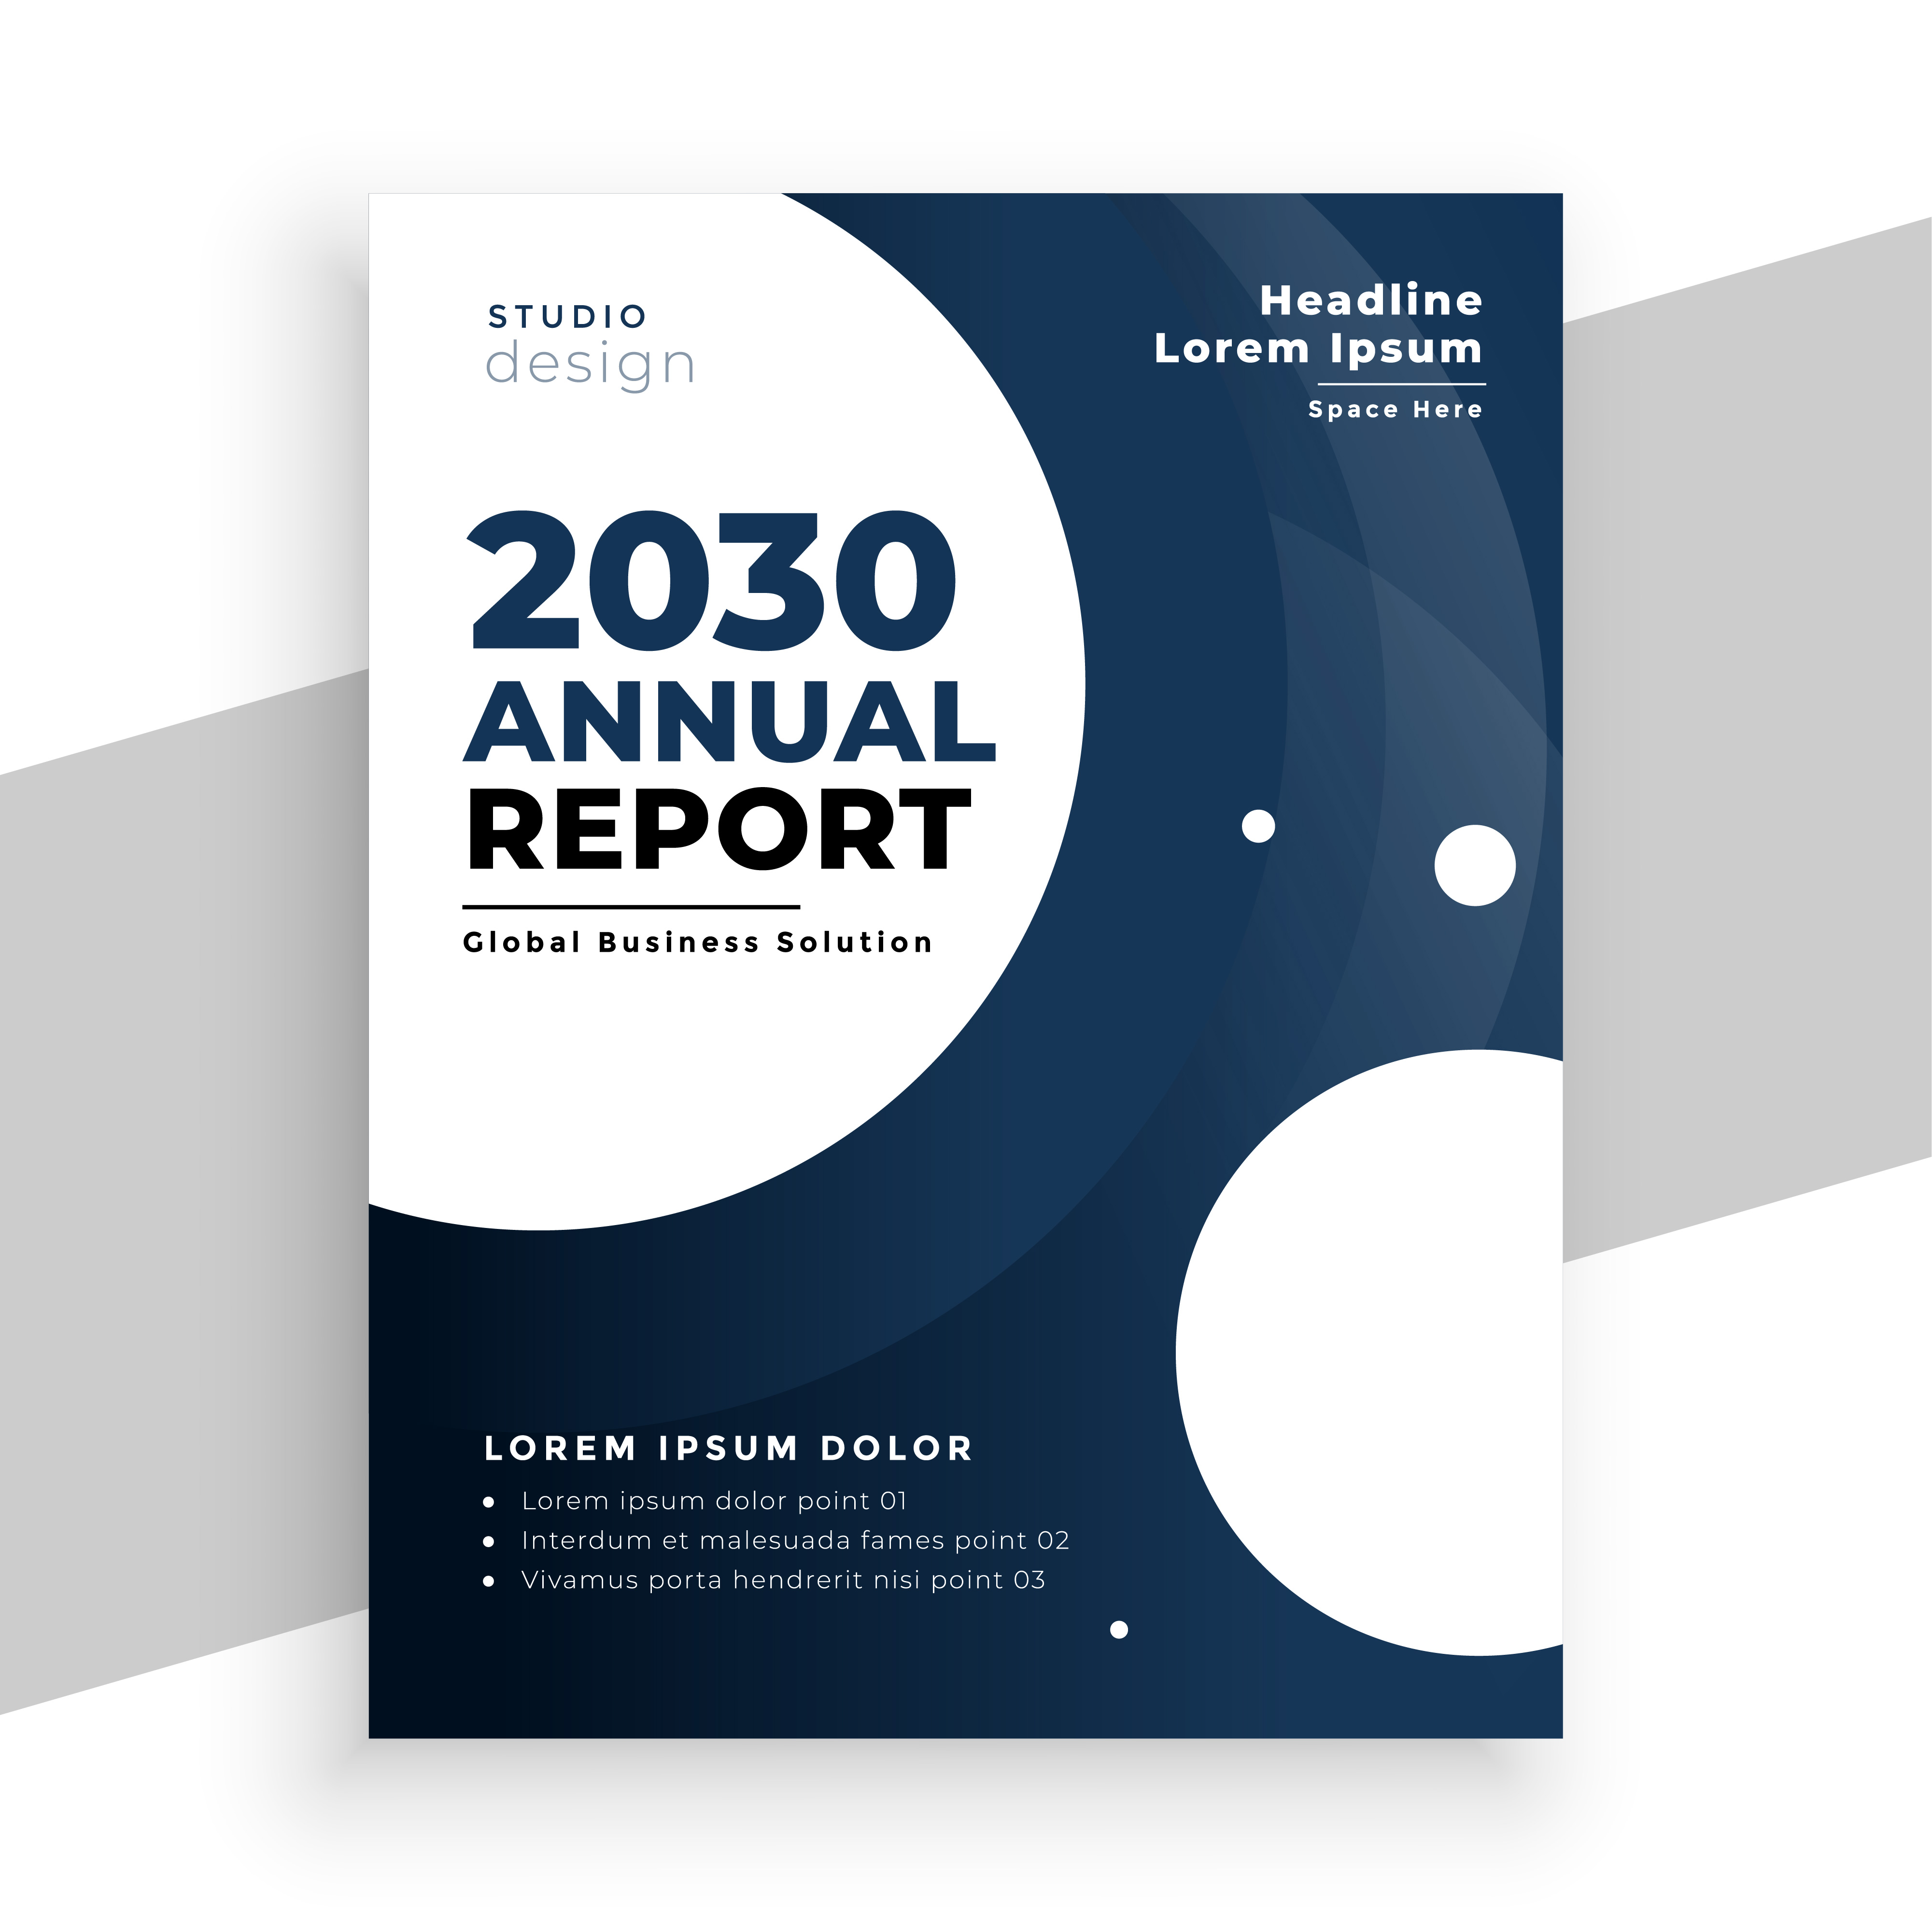 STUDIO
design
Headline
Lorem Ipsum
Space Here
2030
ANNUAL
REPORT
Global Business Solution
LOREM IPSUM DOLOR
Lorem ipsum dolor point 01
Interdum et malesuada fames point 02
Vivamus porta hendrerit nisi point 03